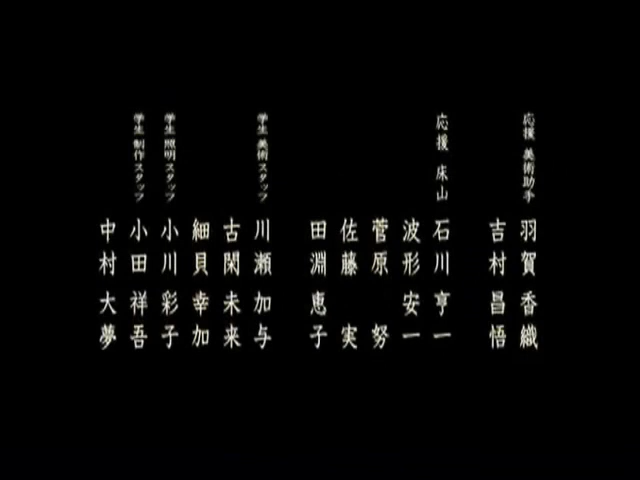 応援 美術助手
羽賀 香織
吉村 昌悟
応援 床山
石川 亨一
波形 安一
菅原 努
佐藤 実
田淵 恵子
学生 美術スタッフ
川瀬 加与
古閑 未来
細貝 幸加
学生 照明スタッフ
小川 彩子
学生 制作スタッフ
小田 祥吾
中村 大夢